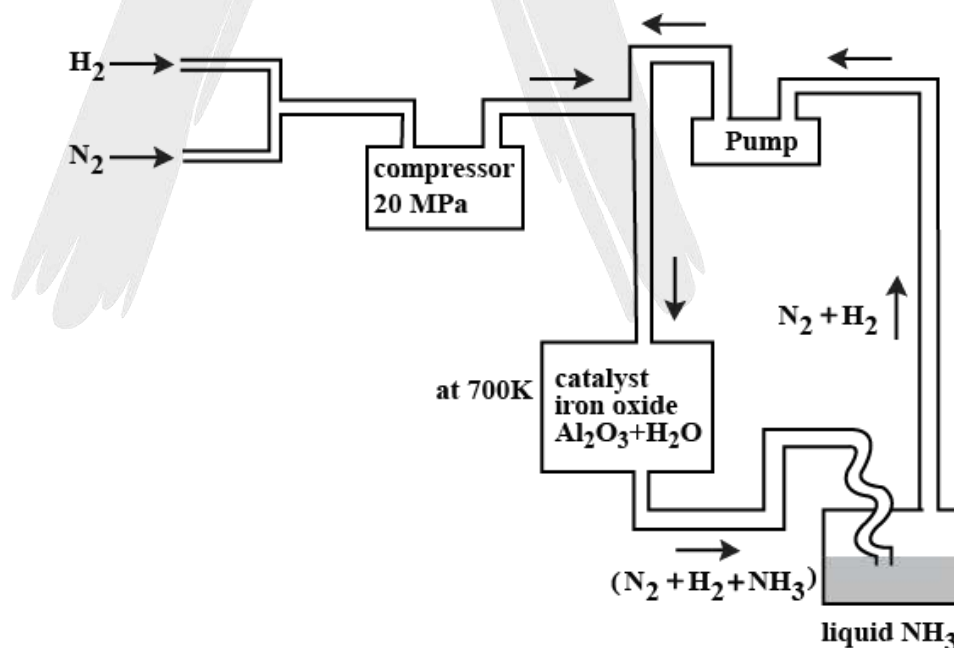 H₂
N₂
compressor
20 MPa
Pump
N₂ + H₂
at 700K
catalyst
iron oxide
Al₂O₃+H₂O
(N₂ + H₂ + NH₃)
liquid NH₃